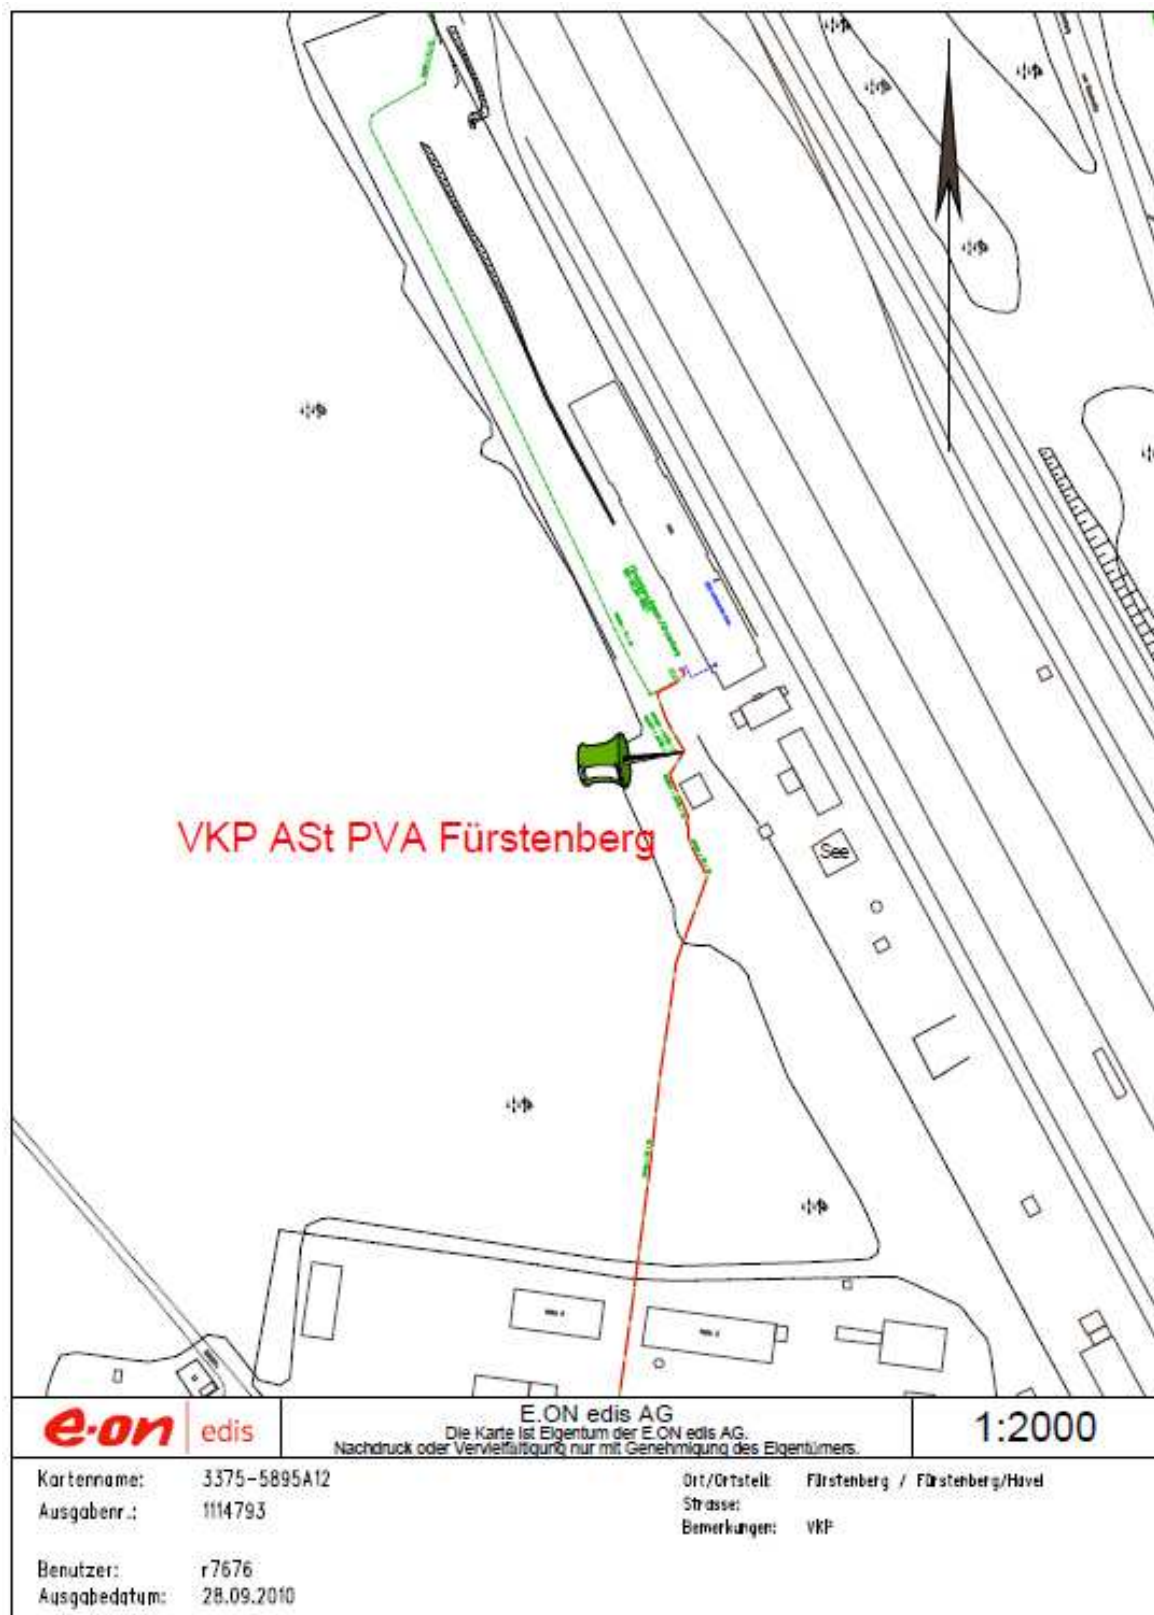 VKP ASt PVA Fürstenberg
See
e·on edis
E.ON edis AG
Die Karte ist Eigentum der E.ON edis AG.
Nachdruck oder Vervielfältigung nur mit Genehmigung des Eigentümers.
1:2000
Kartenname: 3375-5895A12
Ausgabenr.: 1114793
Benutzer: r7676
Ausgabedatum: 28.09.2010
Ort/Ortsteil: Fürstenberg / Fürstenberg/Havel
Strasse:
Bemerkungen: VKP